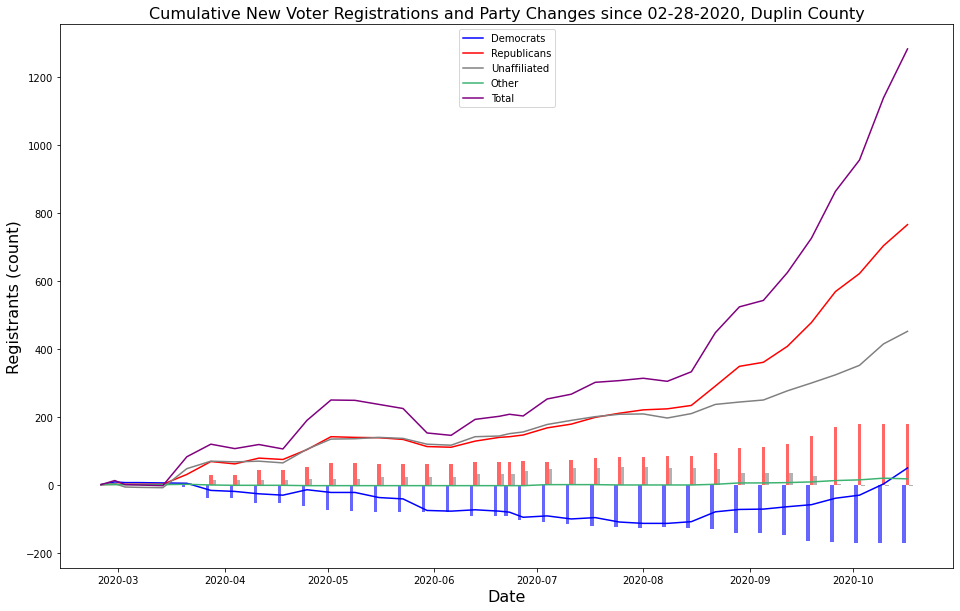 Cumulative New Voter Registrations and Party Changes since 02-28-2020, Duplin County
Democrats
Republicans
Unaffiliated
Other
Total
Registrants (count)
1200
1000
800
600
400
200
0
−200
2020-03 2020-04 2020-05 2020-06 2020-07 2020-08 2020-09 2020-10
Date